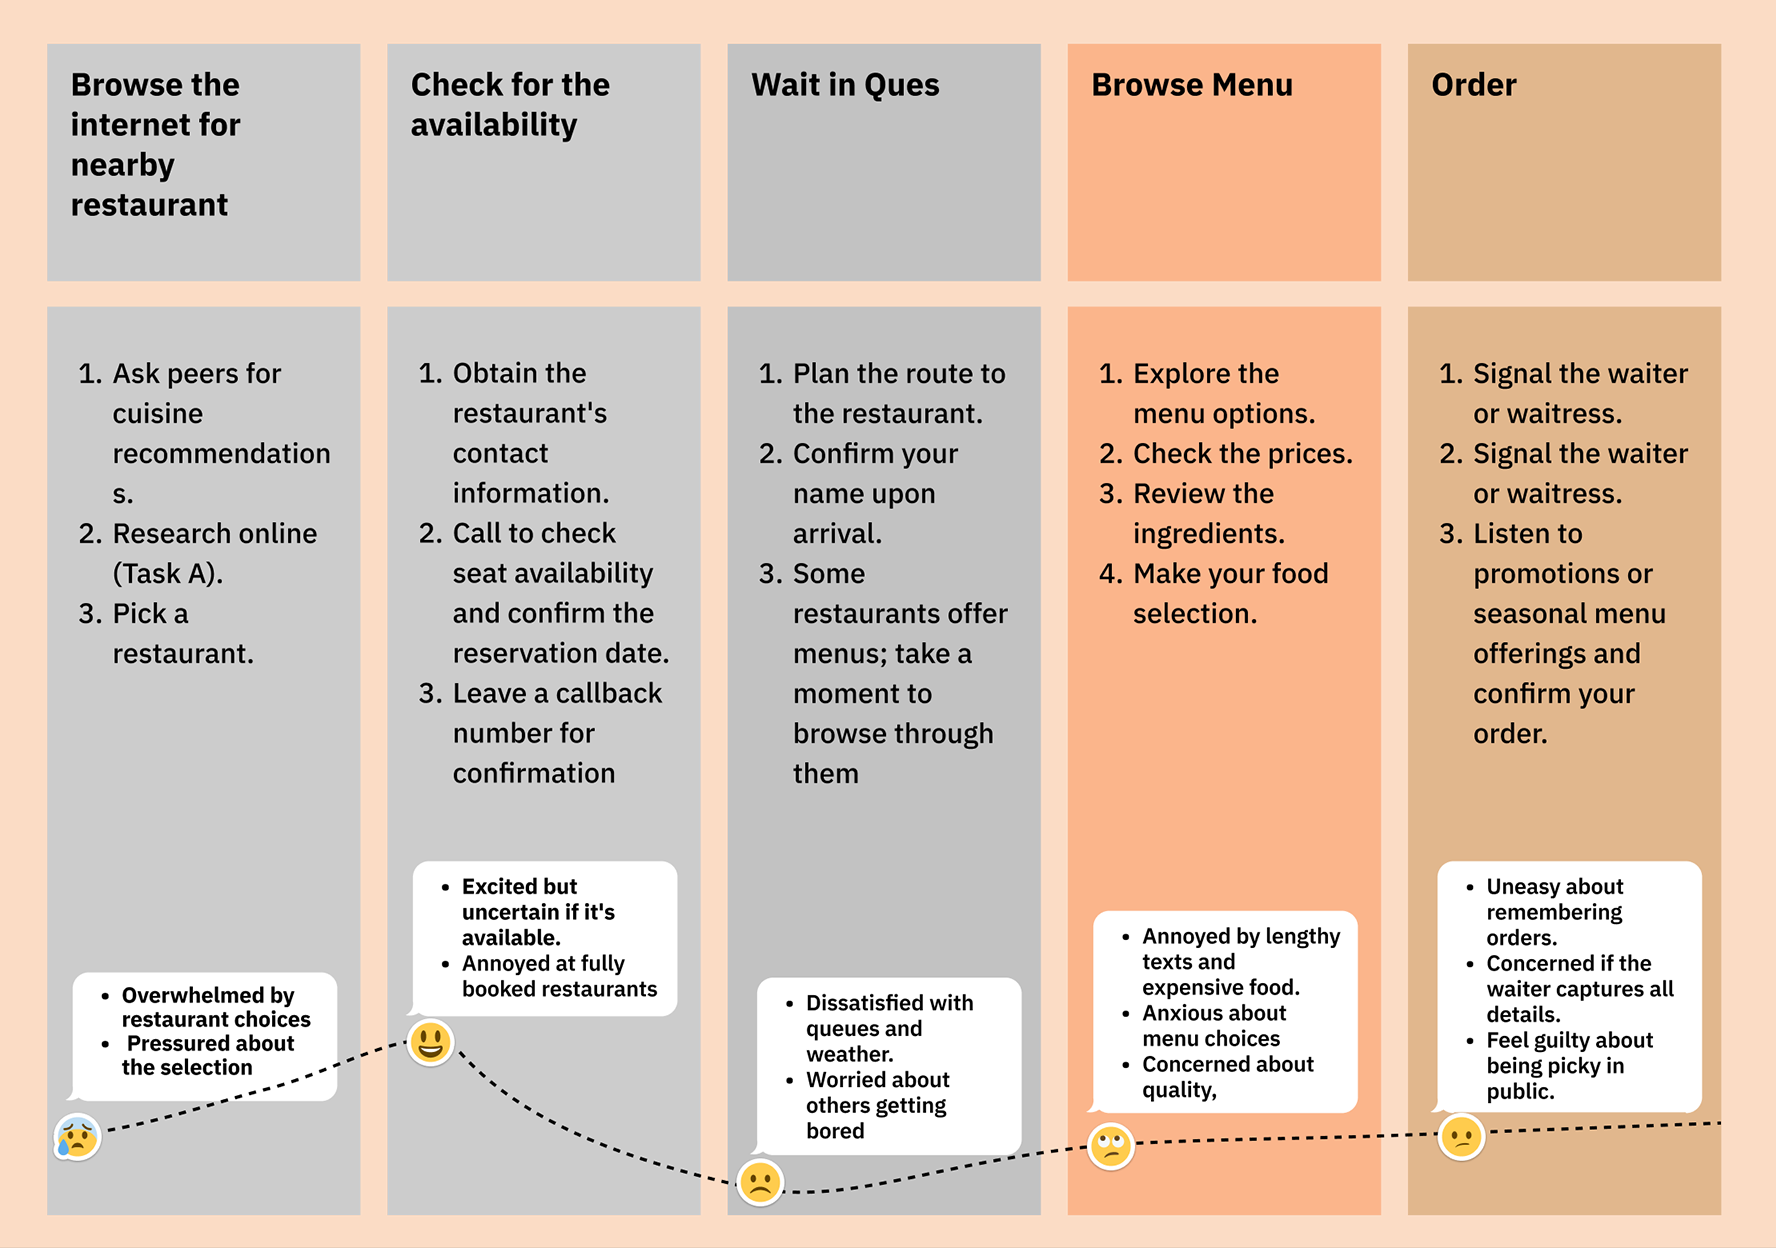 Browse the
internet for
nearby
restaurant
Check for the
availability
Wait in Ques
Browse Menu
Order
1. Ask peers for
cuisine
recommendation
s.
2. Research online
(Task A).
3. Pick a
restaurant.
1. Obtain the
restaurant's
contact
information.
2. Call to check
seat availability
and confirm the
reservation date.
3. Leave a callback
number for
confirmation
1. Plan the route to
the restaurant.
2. Confirm your
name upon
arrival.
3. Some
restaurants offer
menus; take a
moment to
browse through
them
1. Explore the
menu options.
2. Check the prices.
3. Review the
ingredients.
4. Make your food
selection.
1. Signal the waiter
or waitress.
2. Signal the waiter
or waitress.
3. Listen to
promotions or
seasonal menu
offerings and
confirm your
order.
• Overwhelmed by
restaurant choices
• Pressured about
the selection
• Excited but
uncertain if it's
available.
• Annoyed at fully
booked restaurants
• Dissatisfied with
queues and
weather.
• Worried about
others getting
bored
• Annoyed by lengthy
texts and
expensive food.
• Anxious about
menu choices
• Concerned about
quality,
• Uneasy about
remembering
orders.
• Concerned if the
waiter captures all
details.
• Feel guilty about
being picky in
public.